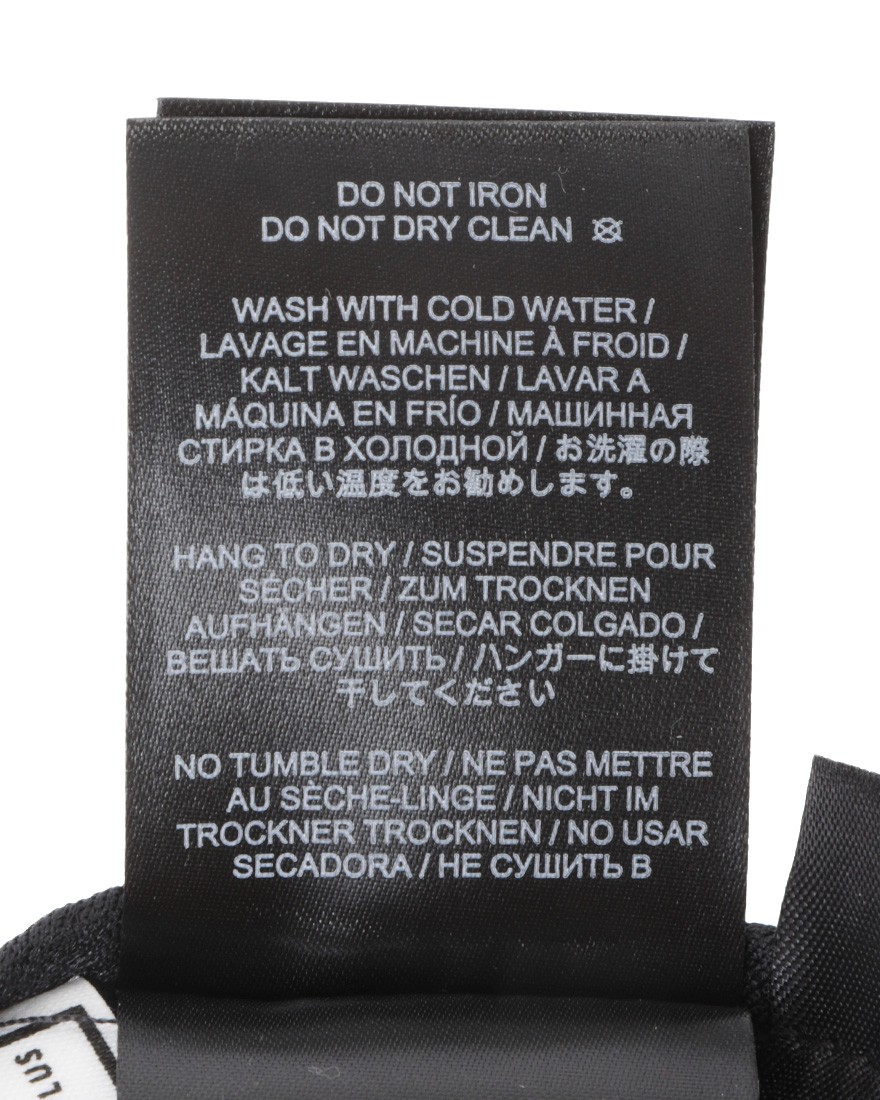 DO NOT IRON
DO NOT DRY CLEAN
WASH WITH COLD WATER /
LAVAGE EN MACHINE À FROID /
KALT WASCHEN / LAVAR A
MÁQUINA EN FRÍO / МАШИННАЯ
СТИРКА В ХОЛОДНОЙ / お洗濯の際
は低い温度をお勧めします。
HANG TO DRY / SUSPENDRE POUR
SÉCHER / ZUM TROCKNEN
AUFHÄNGEN / SECAR COLGADO /
ВЕШАТЬ СУШИТЬ / ハンガーに掛けて
干してください
NO TUMBLE DRY / NE PAS METTRE
AU SÈCHE-LINGE / NICHT IM
TROCKNER TROCKNEN / NO USAR
SECADORA / НЕ СУШИТЬ В
LUS